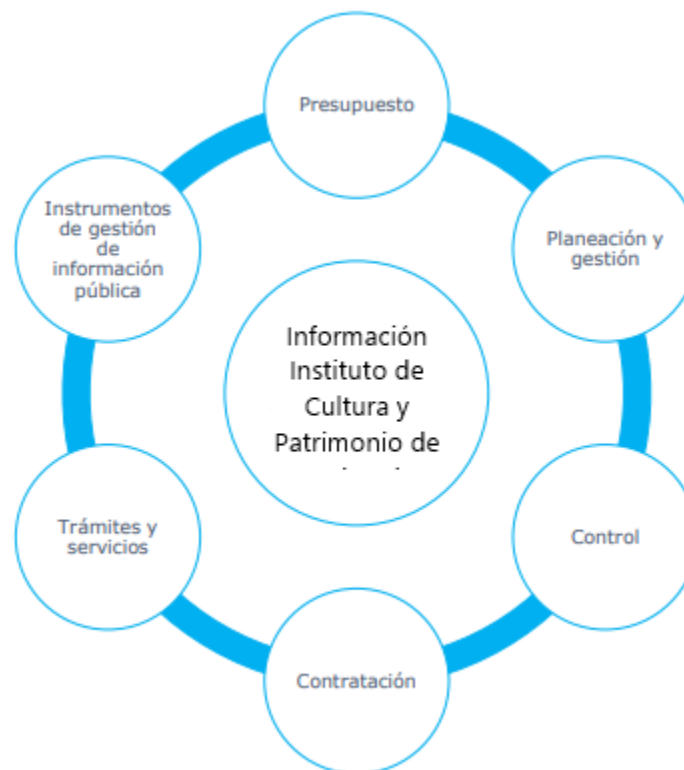 Presupuesto
Planeación y
gestión
Control
Contratación
Trámites y
servicios
Instrumentos
de gestión
de
información
pública
Información
Instituto de
Cultura y
Patrimonio de